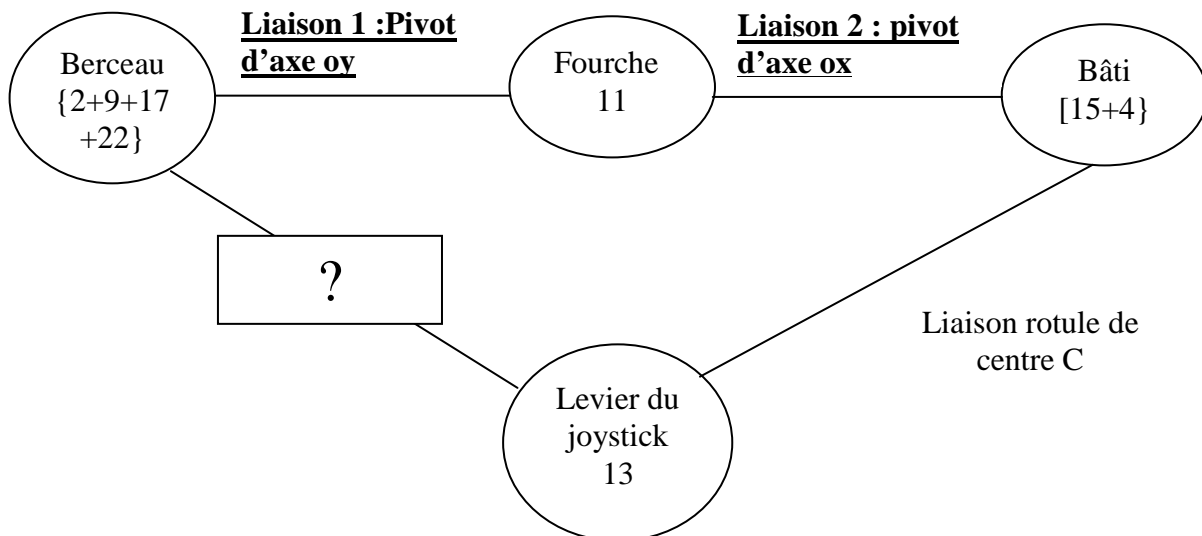 Liaison 1 :Pivot
d’axe oy
Liaison 2 : pivot
d’axe ox
Berceau
{2+9+17
+22}
Fourche
11
Bâti
[15+4}
?
Liaison rotule de
centre C
Levier du
joystick
13